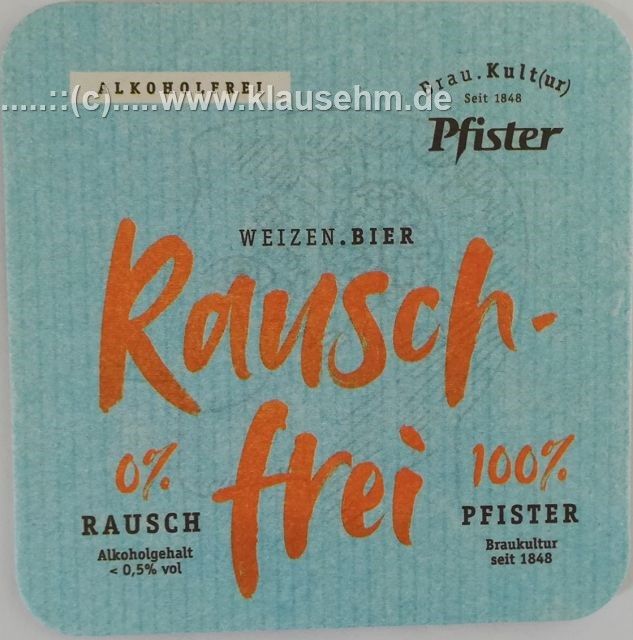 ALKOHOLFREI
.....::(c).....www.klausehm.de
Brau.Kult(ur)
Seit 1848
Pfister
WEIZEN.BIER
Rausch-
frei
0%
RAUSCH
Alkoholgehalt
< 0,5% vol
100%
PFISTER
Braukultur
seit 1848